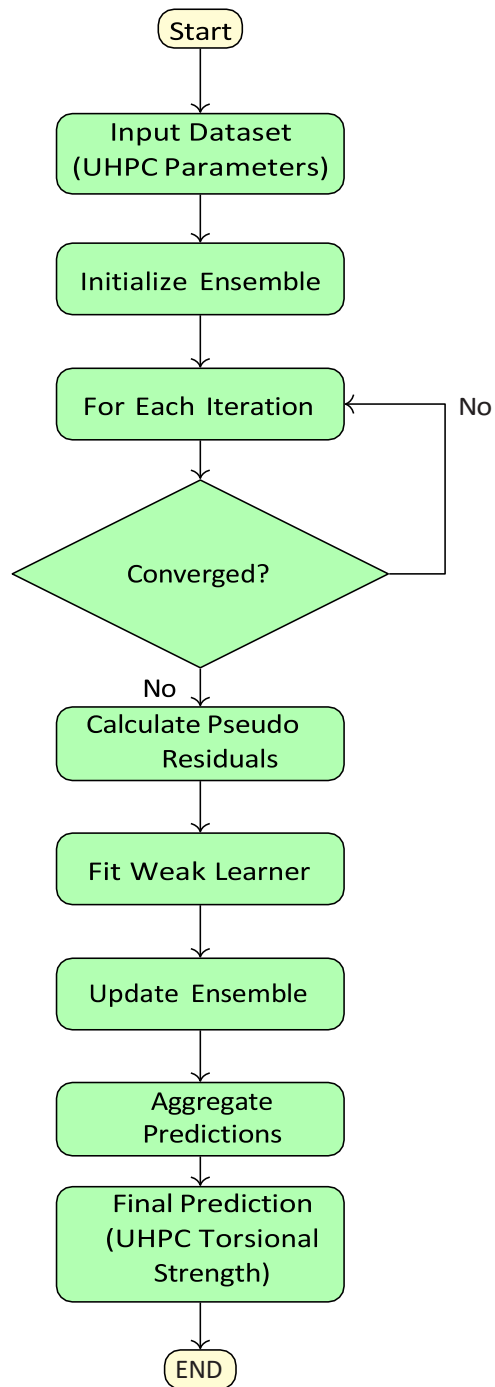 Start
Input Dataset
(UHPC Parameters)
Initialize Ensemble
For Each Iteration
No
Converged?
No
Calculate Pseudo
Residuals
Fit Weak Learner
Update Ensemble
Aggregate
Predictions
Final Prediction
(UHPC Torsional
Strength)
END